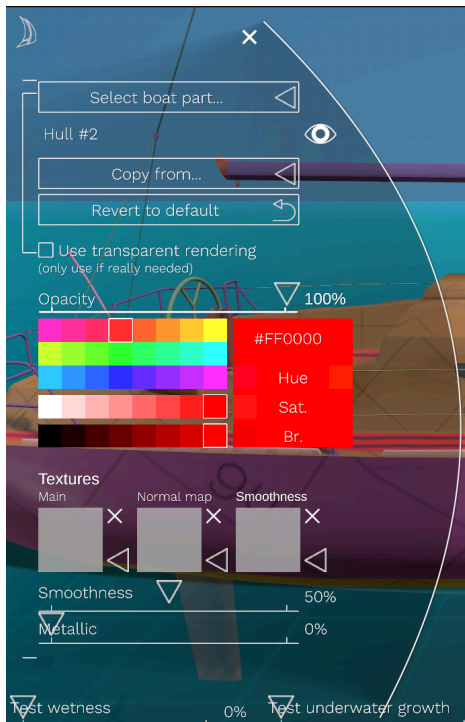 Select boat part...
Hull #2
Copy from...
Revert to default
Use transparent rendering
(only use if really needed)
Opacity
100%
#FF0000
Hue
Sat.
Br.
Textures
Main
Normal map
Smoothness
Smoothness
50%
Metallic
0%
Test wetness
0%
Test underwater growth